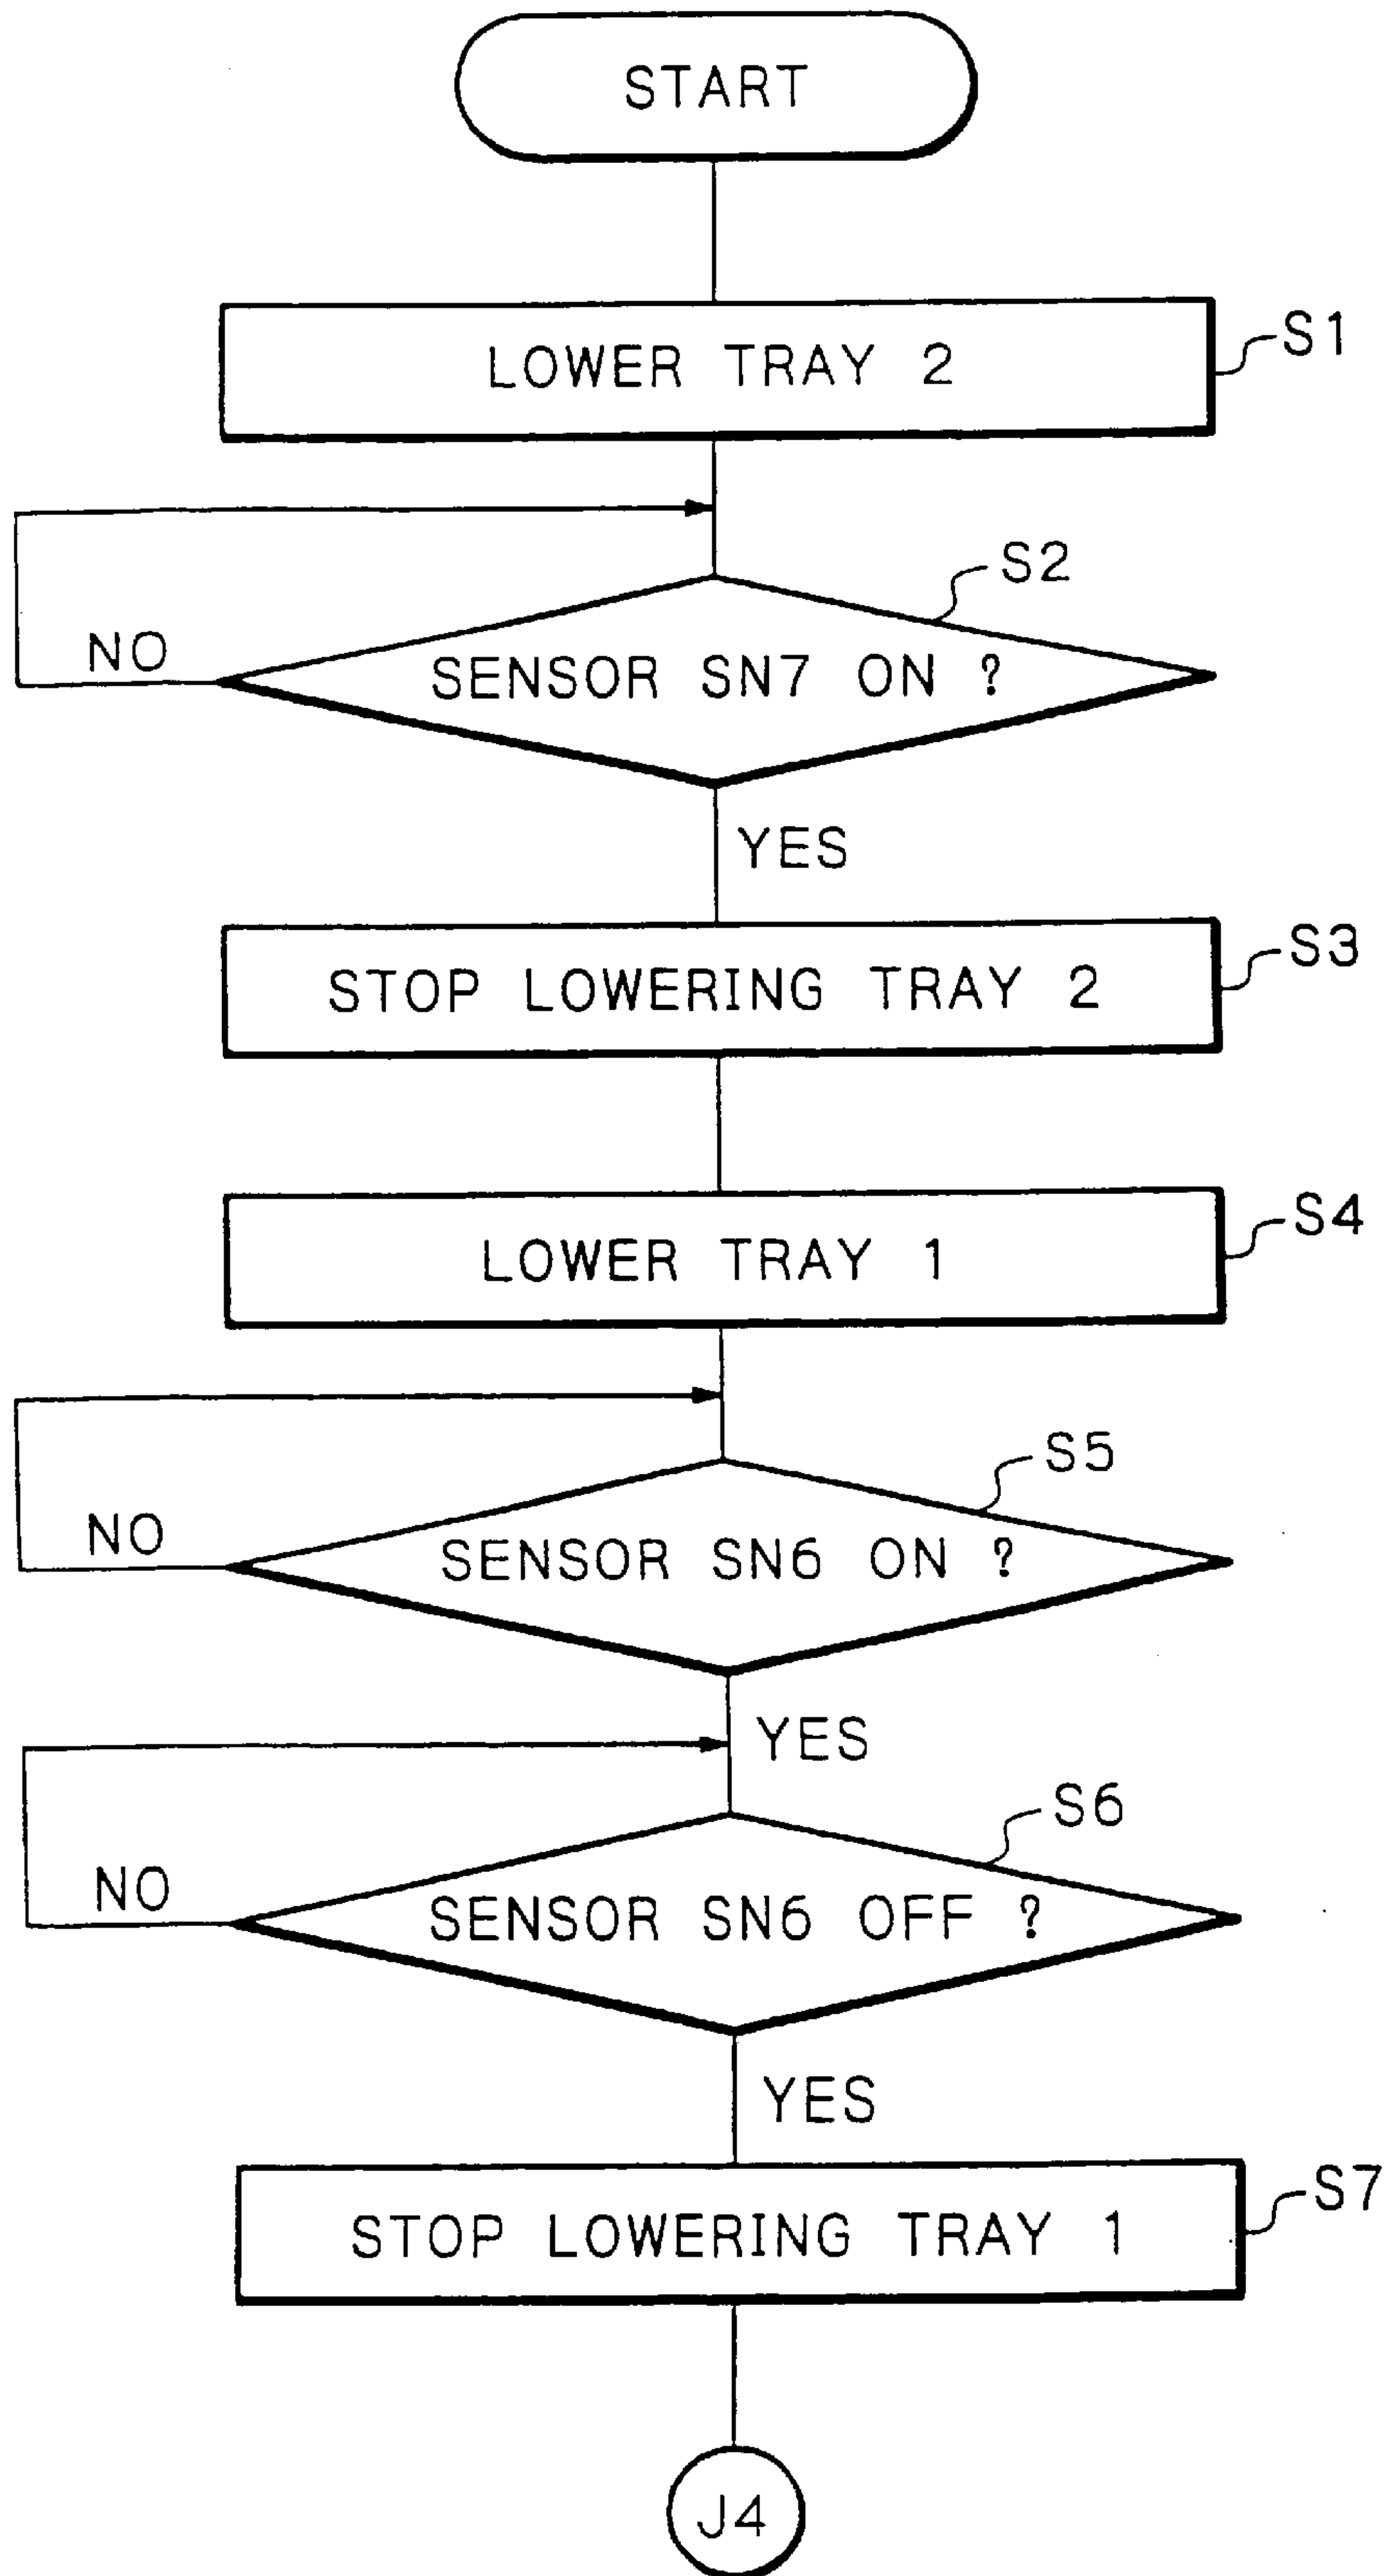 START
LOWER TRAY 2
S1
S2
NO
SENSOR SN7 ON ?
YES
S3
STOP LOWERING TRAY 2
S4
LOWER TRAY 1
S5
NO
SENSOR SN6 ON ?
YES
S6
NO
SENSOR SN6 OFF ?
YES
S7
STOP LOWERING TRAY 1
J4